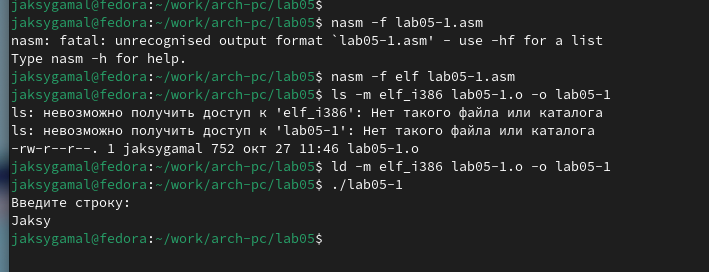 jaksygamal@fedora:~/work/arch-pc/lab05$
jaksygamal@fedora:~/work/arch-pc/lab05$ nasm -f lab05-1.asm
nasm: fatal: unrecognised output format `lab05-1.asm' - use -hf for a list
Type nasm -h for help.
jaksygamal@fedora:~/work/arch-pc/lab05$ nasm -f elf lab05-1.asm
jaksygamal@fedora:~/work/arch-pc/lab05$ ls -m elf_i386 lab05-1.o -o lab05-1
ls: невозможно получить доступ к 'elf_i386': Нет такого файла или каталога
ls: невозможно получить доступ к 'lab05-1': Нет такого файла или каталога
-rw-r--r--. 1 jaksygamal 752 окт 27 11:46 lab05-1.o
jaksygamal@fedora:~/work/arch-pc/lab05$ ld -m elf_i386 lab05-1.o -o lab05-1
jaksygamal@fedora:~/work/arch-pc/lab05$ ./lab05-1
Введите строку:
Jaksy
jaksygamal@fedora:~/work/arch-pc/lab05$